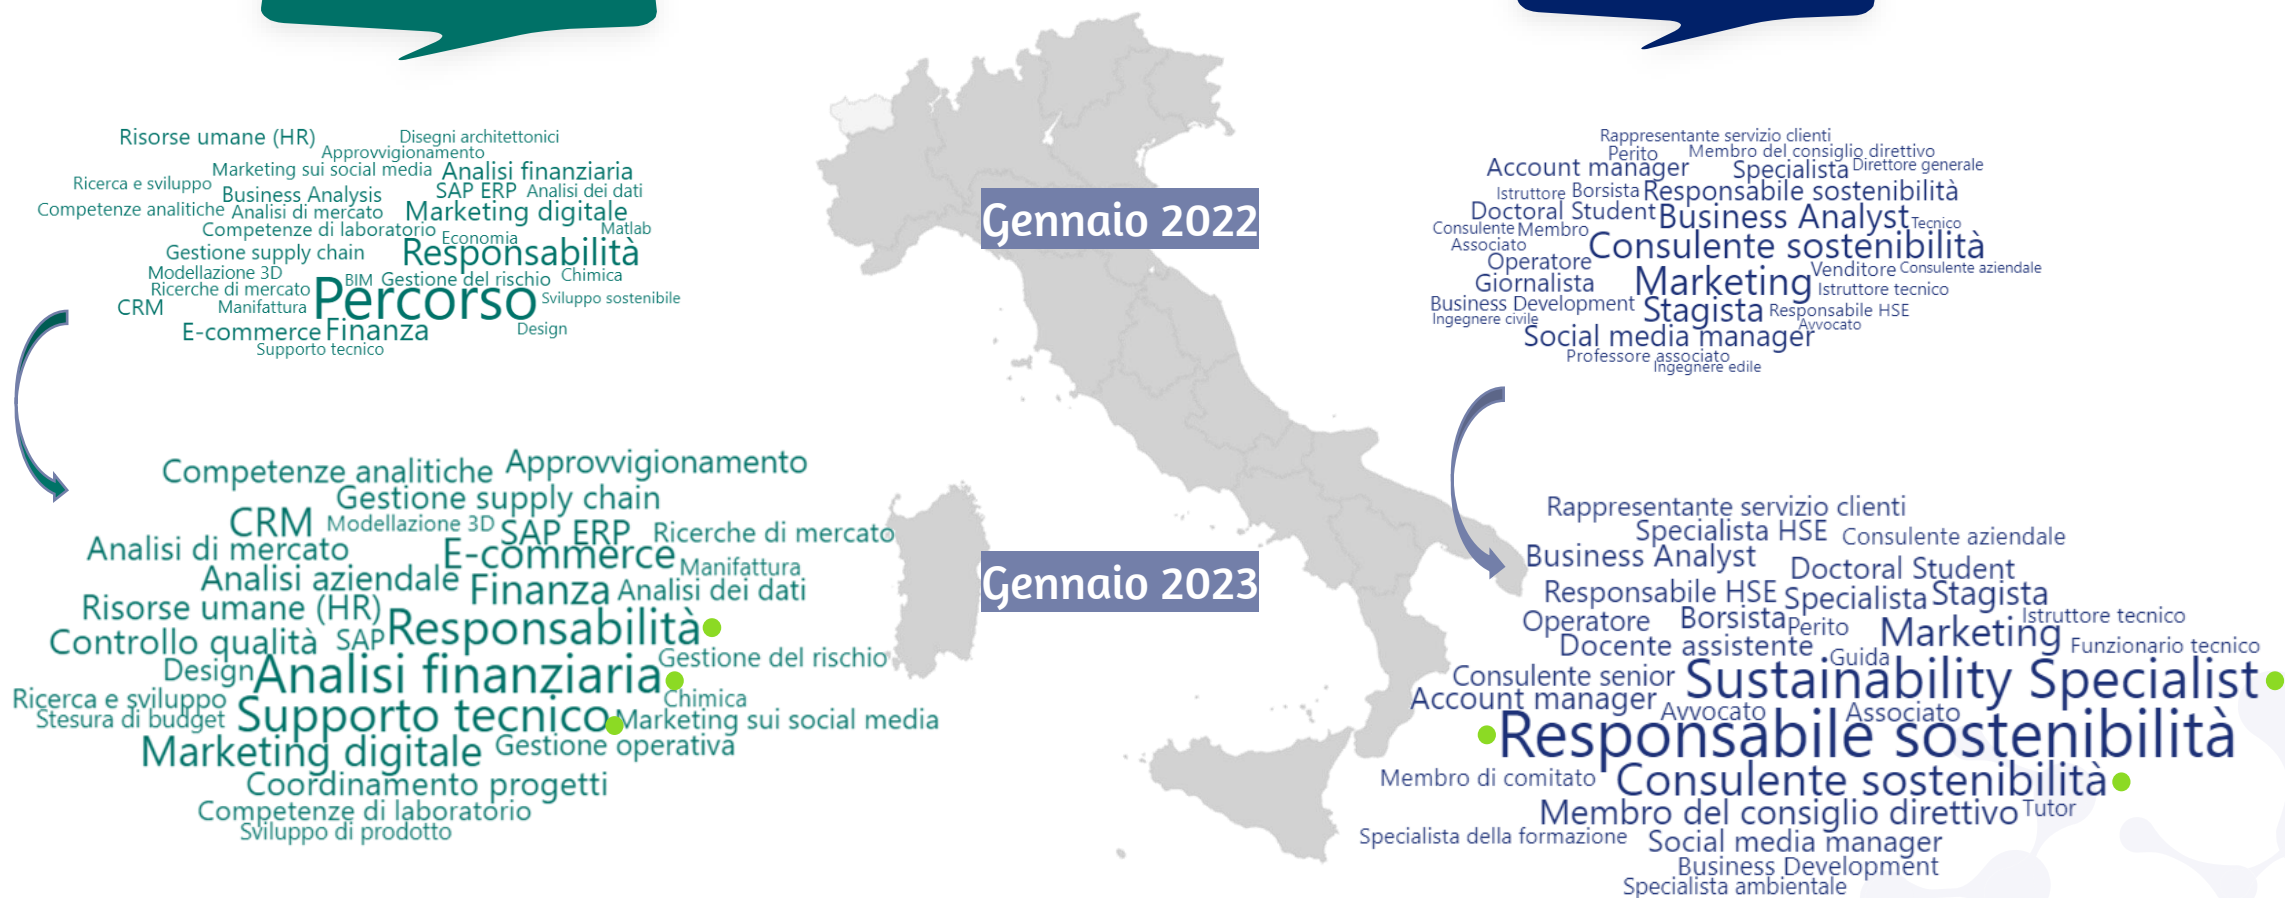 Risorse umane (HR)
Disegni architettonici
Approvvigionamento
Marketing sui social media
Analisi finanziaria
Ricerca e sviluppo
Business Analysis
SAP ERP
Analisi dei dati
Competenze analitiche
Analisi di mercato
Marketing digitale
Competenze di laboratorio
Economia
Matlab
Gestione supply chain
Responsabilità
Modellazione 3D
BIM
Gestione del rischio
Chimica
Ricerche di mercato
Percorso
Sviluppo sostenibile
CRM
Manifattura
E-commerce
Finanza
Design
Supporto tecnico
Gennaio 2022
Rappresentante servizio clienti
Perito
Membro del consiglio direttivo
Account manager
Specialista
Direttore generale
Istruttore
Borsista
Responsabile sostenibilità
Doctoral Student
Business Analyst
Tecnico
Consulente
Membro
Associato
Consulente sostenibilità
Operatore
Venditore
Consulente aziendale
Giornalista
Marketing
Istruttore tecnico
Business Development
Stagista
Responsabile HSE
Ingegnere civile
Avvocato
Social media manager
Professore associato
Ingegnere edile
Competenze analitiche
Approvvigionamento
Gestione supply chain
CRM
Modellazione 3D
SAP ERP
Ricerche di mercato
Analisi di mercato
E-commerce
Manifattura
Analisi aziendale
Finanza
Analisi dei dati
Risorse umane (HR)
Responsabilità
Controllo qualità
SAP
Design
Analisi finanziaria
Gestione del rischio
Ricerca e sviluppo
Chimica
Stesura di budget
Supporto tecnico
Marketing sui social media
Marketing digitale
Gestione operativa
Coordinamento progetti
Competenze di laboratorio
Sviluppo di prodotto
Gennaio 2023
Rappresentante servizio clienti
Specialista HSE
Consulente aziendale
Business Analyst
Doctoral Student
Responsabile HSE
Specialista
Stagista
Operatore
Borsista
Perito
Istruttore tecnico
Docente assistente
Marketing
Funzionario tecnico
Guida
Consulente senior
Sustainability Specialist
Account manager
Avvocato
Associato
Responsabile sostenibilità
Membro di comitato
Consulente sostenibilità
Membro del consiglio direttivo
Tutor
Specialista della formazione
Social media manager
Business Development
Specialista ambientale